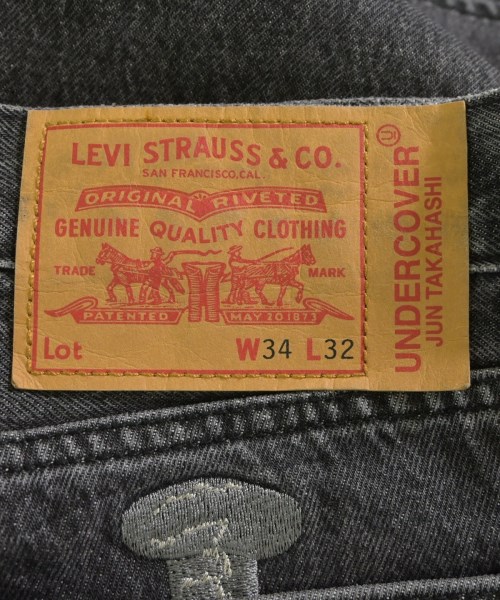 LEVI STRAUSS & CO.
SAN FRANCISCO, CAL.
ORIGINAL RIVETED
GENUINE QUALITY CLOTHING
TRADE MARK
PATENTED MAY 20 1873
Lot W34 L32
UNDERCOVER
JUN TAKAHASHI